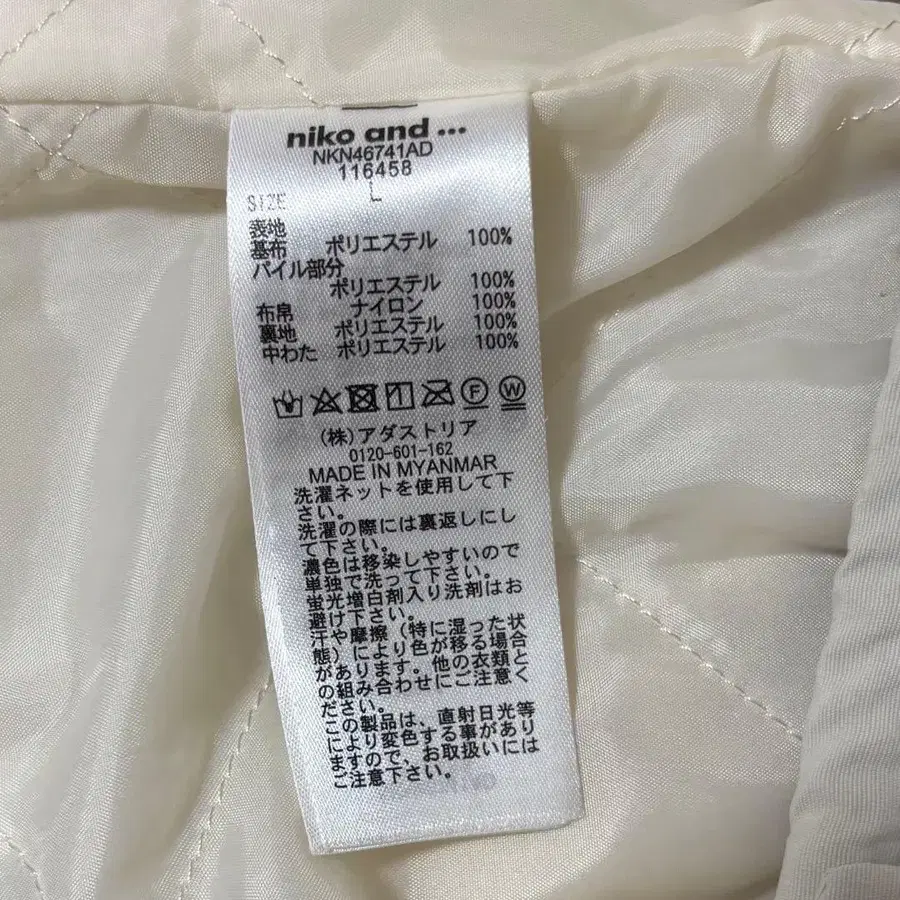 niko and ...
NKN46741AD
116458
SIZE L
表地
基布 ポリエステル 100%
パイル部分
ポリエステル 100%
布帛 ナイロン 100%
裏地 ポリエステル 100%
中わた ポリエステル 100%
F W
(株)アダストリア
0120-601-162
MADE IN MYANMAR
洗濯ネットを使用して下
さい。
洗濯の際には裏返しにし
て下さい。
濃色は移染しやすいので
単独で洗って下さい。
蛍光増白剤入り洗剤はお
避け下さい。
汗や摩擦(特に湿った状
態)により色が移る場合
があります。他の衣類と
の組み合わせにご注意く
ださい。
この製品は、直射日光等
により変色する事があり
ますので、お取扱いには
ご注意下さい。